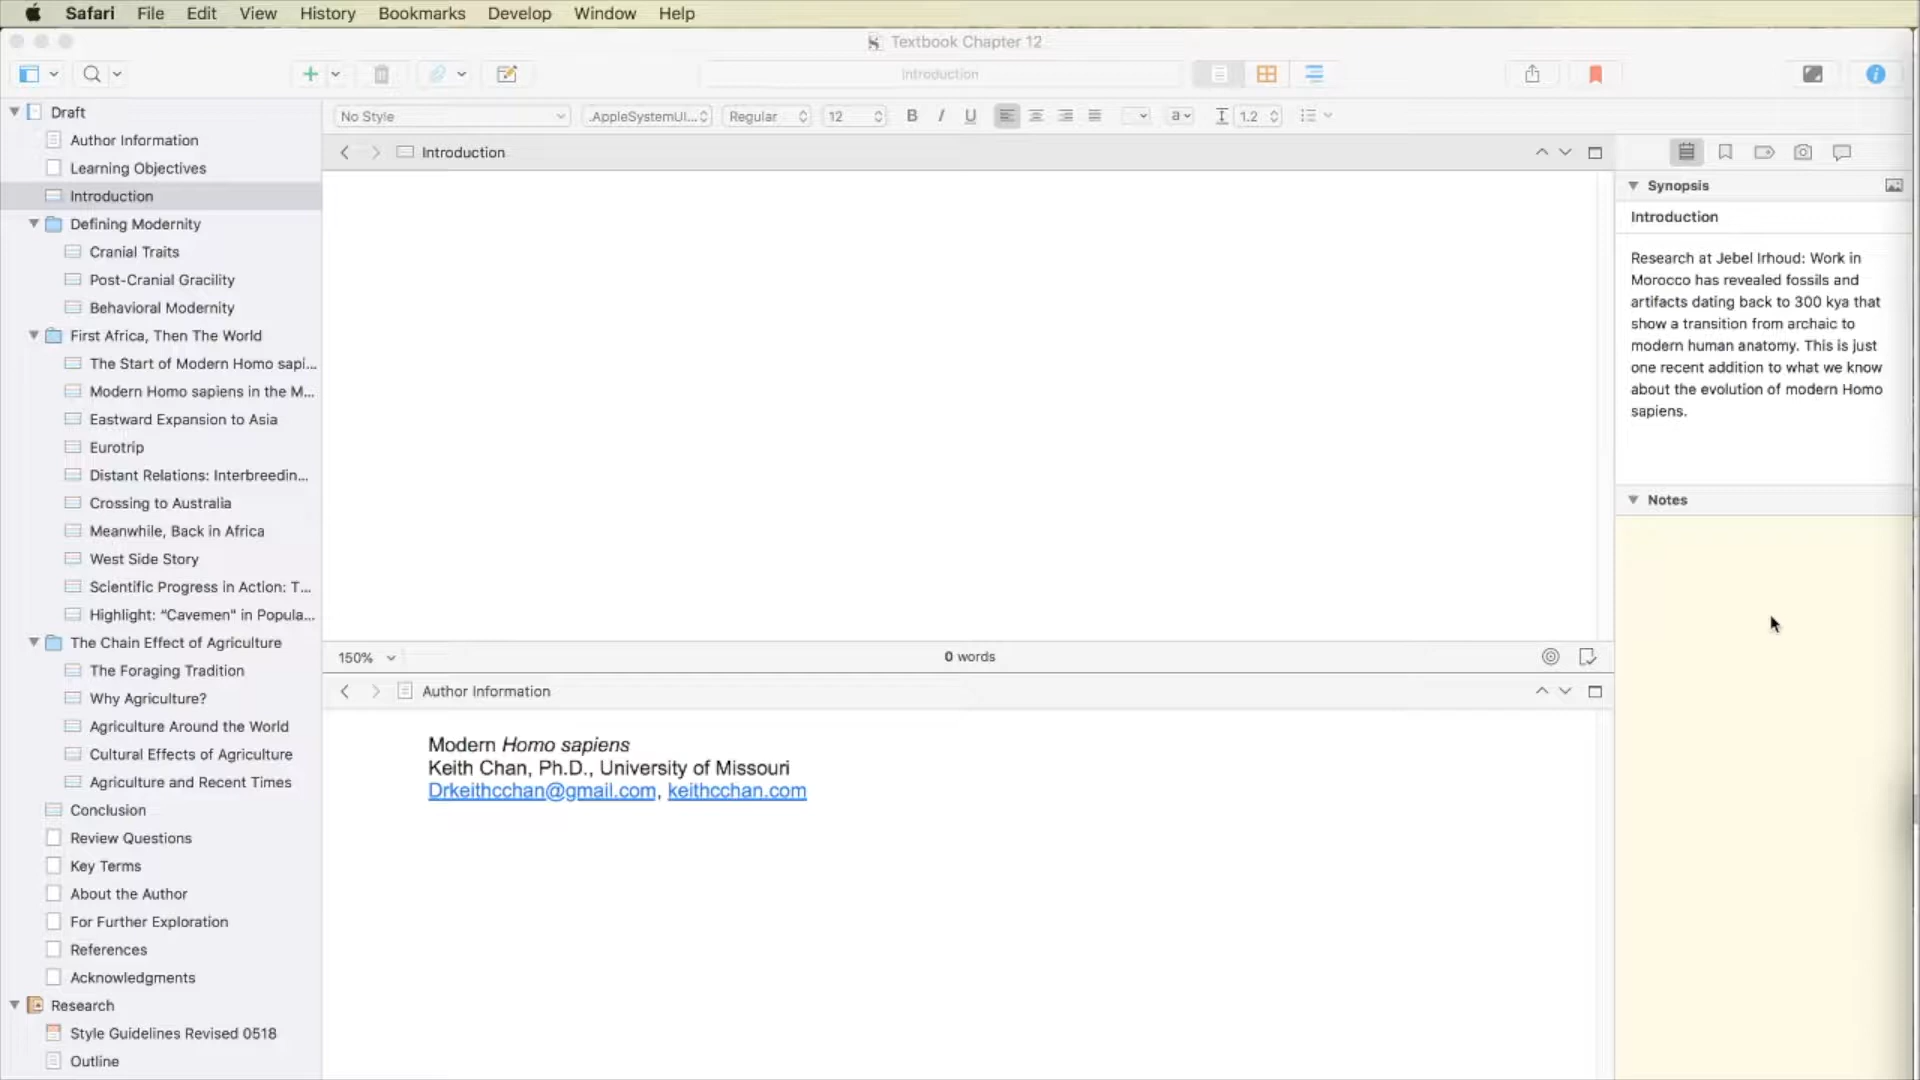 Safari File Edit View History Bookmarks Develop Window Help
Textbook Chapter 12
Introduction
No Style .AppleSystemUI... Regular 12 B I U a 1.2
Draft
Author Information
Learning Objectives
Introduction
Defining Modernity
Cranial Traits
Post-Cranial Gracility
Behavioral Modernity
First Africa, Then The World
The Start of Modern Homo sapi...
Modern Homo sapiens in the M...
Eastward Expansion to Asia
Eurotrip
Distant Relations: Interbreedin...
Crossing to Australia
Meanwhile, Back in Africa
West Side Story
Scientific Progress in Action: T...
Highlight: “Cavemen” in Popula...
The Chain Effect of Agriculture
The Foraging Tradition
Why Agriculture?
Agriculture Around the World
Cultural Effects of Agriculture
Agriculture and Recent Times
Conclusion
Review Questions
Key Terms
About the Author
For Further Exploration
References
Acknowledgments
Research
Style Guidelines Revised 0518
Outline
Introduction
150% 0 words
Author Information
Modern Homo sapiens
Keith Chan, Ph.D., University of Missouri
Drkeithcchan@gmail.com, keithcchan.com
Synopsis
Introduction
Research at Jebel Irhoud: Work in
Morocco has revealed fossils and
artifacts dating back to 300 kya that
show a transition from archaic to
modern human anatomy. This is just
one recent addition to what we know
about the evolution of modern Homo
sapiens.
Notes